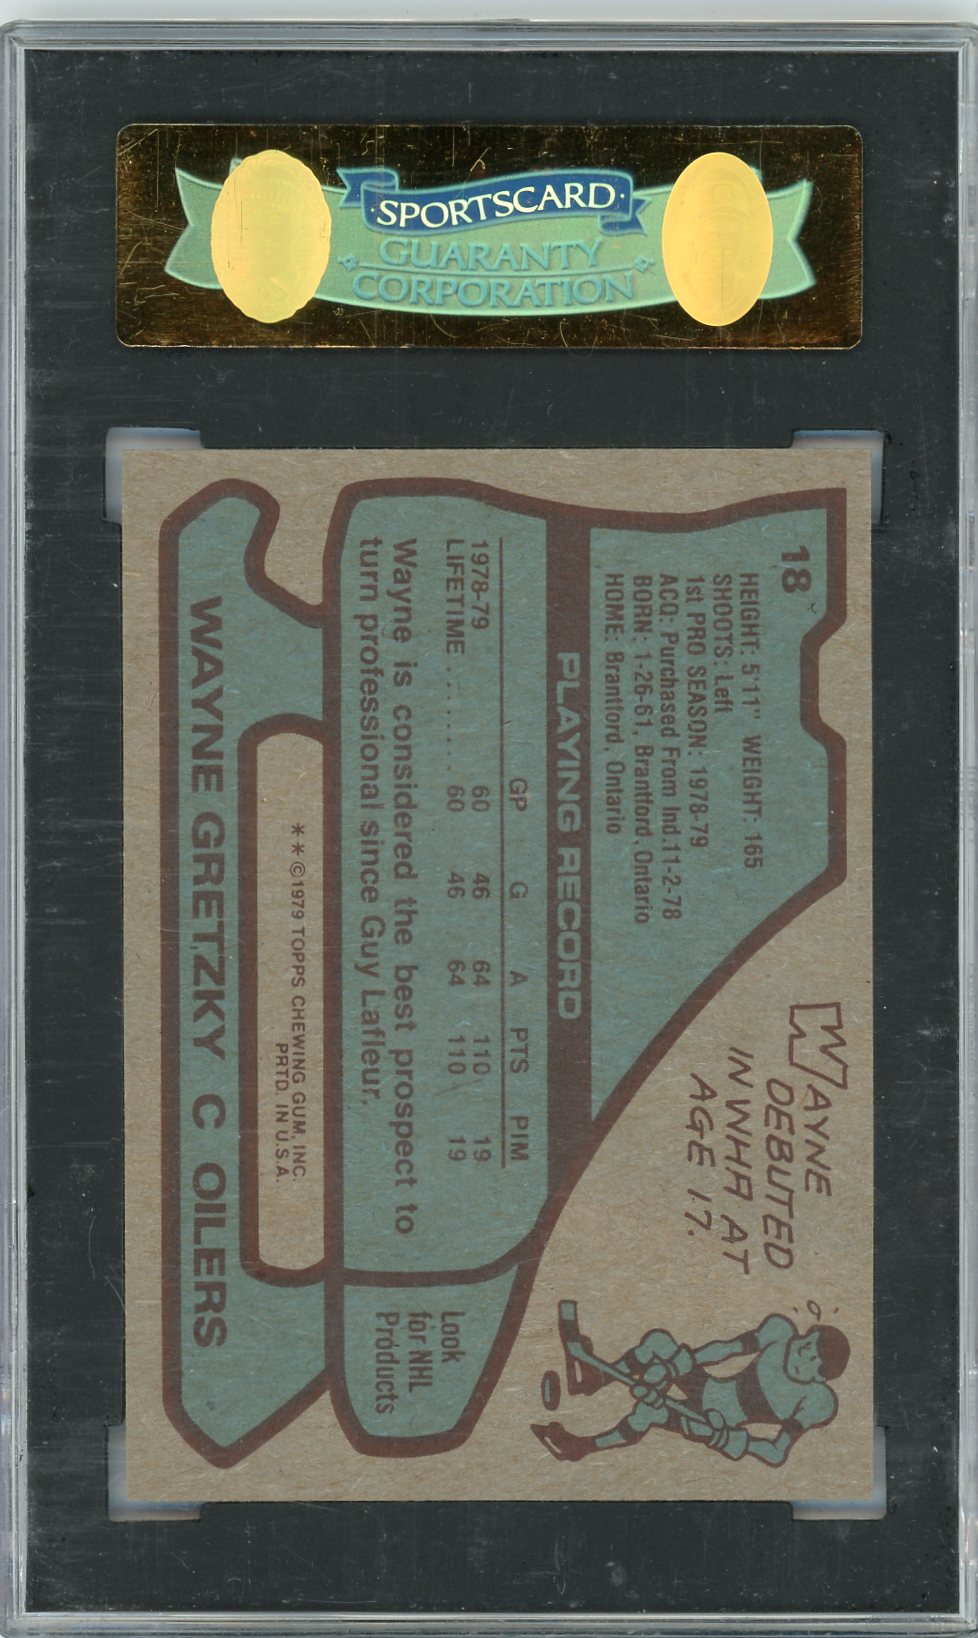 SPORTSCARD
GUARANTY
CORPORATION
18
HEIGHT: 5'11" WEIGHT: 165
SHOOTS: Left
1st PRO SEASON: 1978-79
ACQ: Purchased From Ind. 11-2-78
BORN: 1-26-61, Brantford, Ontario
HOME: Brantford, Ontario
WAYNE
DEBUTED
IN WHA AT
AGE 17.
PLAYING RECORD
GP G A PTS PIM
1978-79 60 46 64 110 19
LIFETIME ....... 60 46 64 110 19
Wayne is considered the best prospect to
turn professional since Guy Lafleur.
Look
for NHL
Products
**©1979 TOPPS CHEWING GUM, INC.
PRTD. IN U.S.A.
WAYNE GRETZKY C OILERS